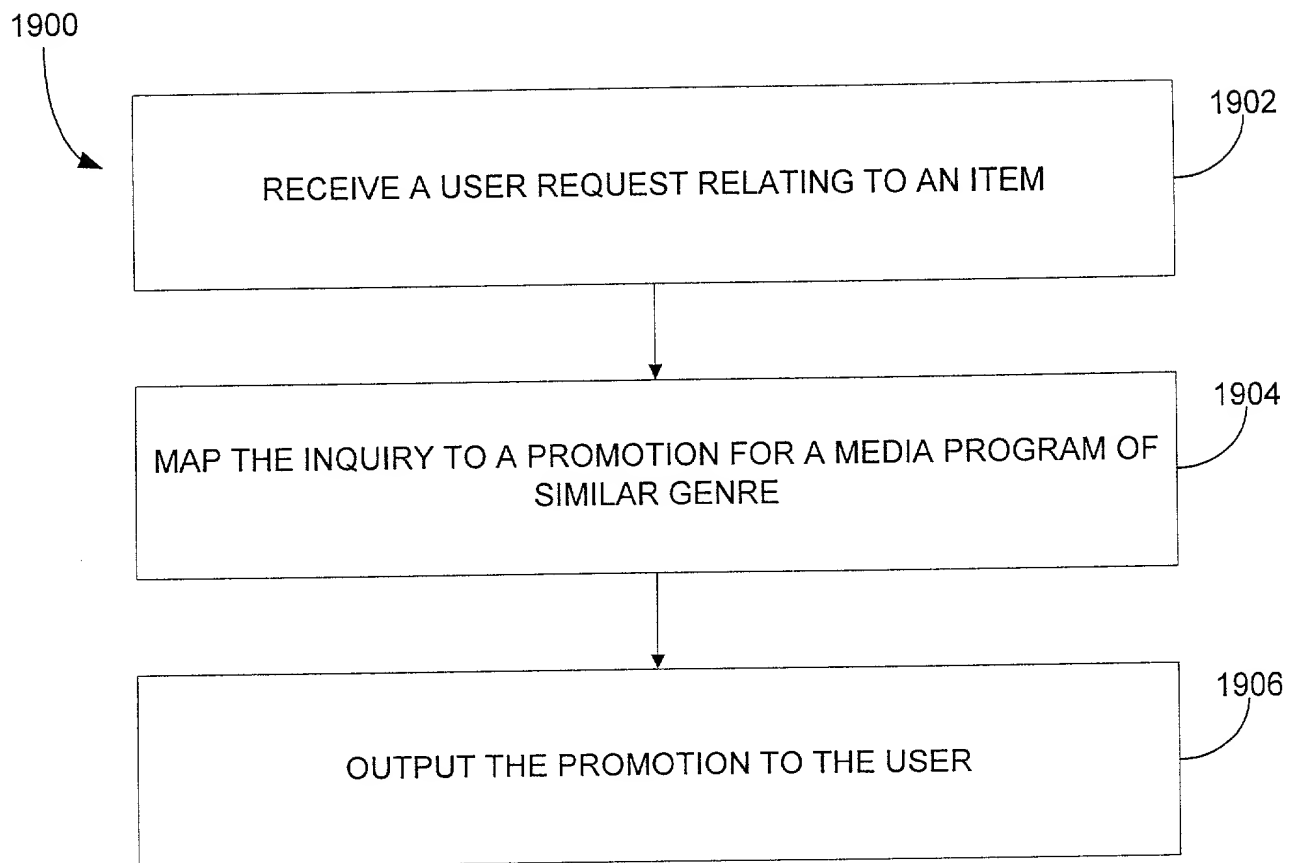 1900
1902
RECEIVE A USER REQUEST RELATING TO AN ITEM
1904
MAP THE INQUIRY TO A PROMOTION FOR A MEDIA PROGRAM OF
SIMILAR GENRE
1906
OUTPUT THE PROMOTION TO THE USER